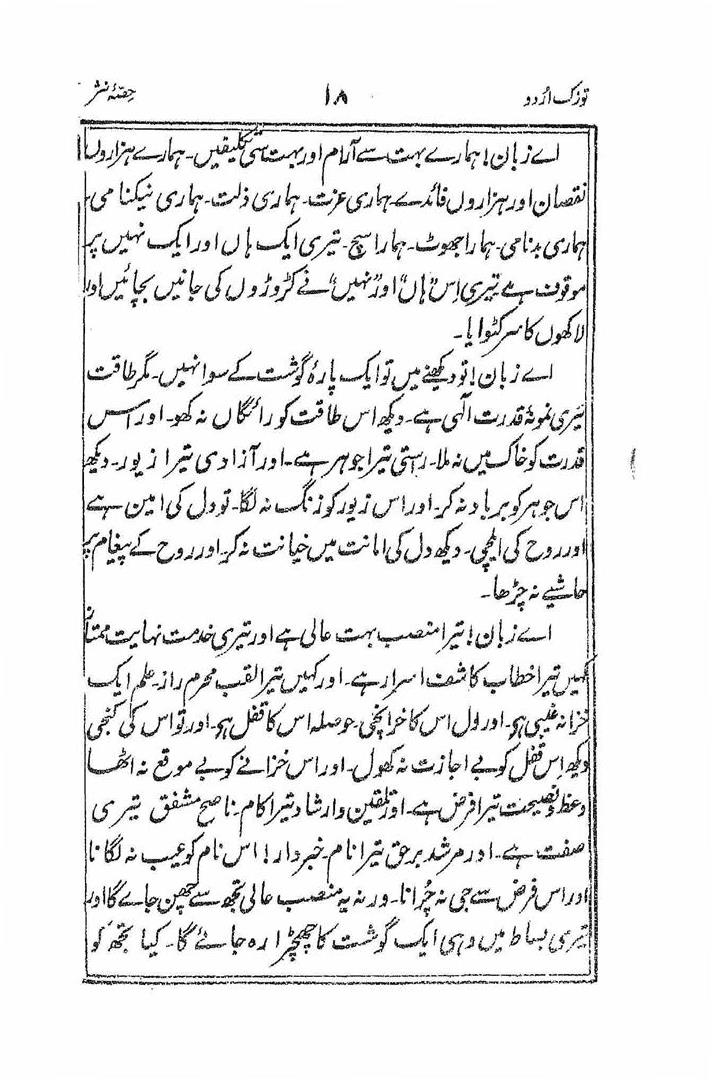 توزک اردو ۱۸ حصّۂ نثر
اے زبان! ہمارے بہت سے آرام اور بہت سی تکلیفیں۔ ہمارے ہزاروں
نقصان اور ہزاروں فائدے۔ ہماری عزت۔ ہماری ذلت۔ ہماری نیکنامی۔
ہماری بدنامی۔ ہمارا جھوٹ۔ ہمارا سچ۔ تیری ایک ہاں اور ایک نہیں پر
موقوف ہے تیری اِس "ہاں" اور "نہیں" نے کڑوڑوں کی جانیں بچائیں اور
لاکھوں کا سر کٹوایا۔
اے زبان! تو دیکھنے میں تو ایک پارۂ گوشت کے سوا نہیں۔ مگر طاقت
تیری نمونۂ قدرت الٰہی ہے۔ دیکھ اس طاقت کو رائگاں نہ کھو۔ اور اس
قدرت کو خاک میں نہ ملا۔ راستی تیرا جوہر ہے۔ اور آزادی تیرا زیور۔ دیکھ
اس جوہر کو برباد نہ کر۔ اور اس زیور کو زنگ نہ لگا۔ تو دل کی امین ہے
اور روح کی ایلچی۔ دیکھ دل کی امانت میں خیانت نہ کر۔ اور روح کے پیغام پر
حاشیے نہ چڑھا۔
اے زبان! تیرا منصب بہت عالی ہے اور تیری خدمت نہایت ممتاز
کہیں تیرا خطاب کاشف اسرار ہے۔ اور کہیں تیرا لقب محرم راز۔ علم ایک
خزانہ غیبی ہی۔ اور دل اس کا خزانچی۔ حوصلہ اس کا قفل ہی۔ اور تو اس کی کنجی
دیکھ اِس قفل کو بے اجازت نہ کھول۔ اور اس خزانے کو بے موقع نہ اٹھا
وعظ و نصیحت تیرا فرض ہے۔ اور تلقین وارشاد تیرا کام۔ ناصح مشفق تیری
صفت ہے۔ اور مرشد برحق تیرا نام۔ خبردار! اس نام کو عیب نہ لگانا
اور اس فرض سے جی نہ چُرانا۔ ورنہ یہ منصب عالی تجھ سے چھن جائے گا اور
تیری بساط میں وہی ایک گوشت کا چھیچڑا رہ جائے گا۔ کیا تجھ کو